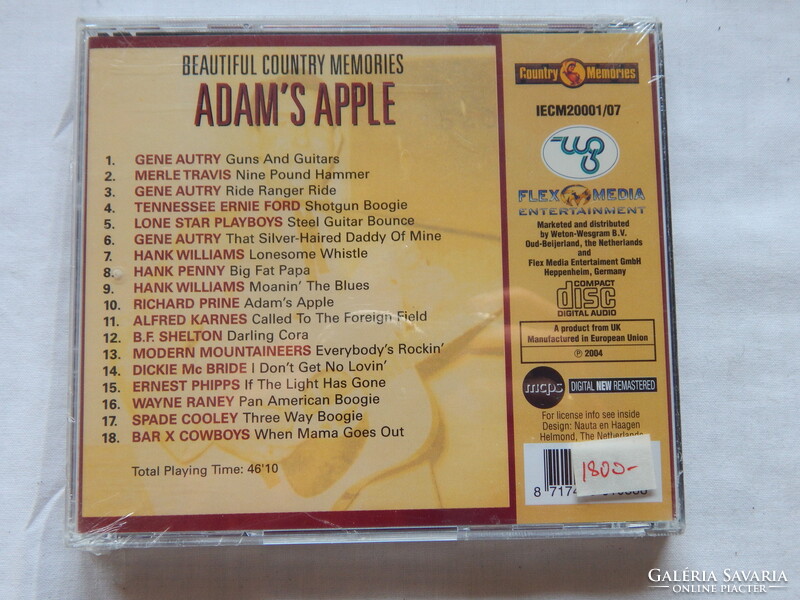 BEAUTIFUL COUNTRY MEMORIES
ADAM'S APPLE
1. GENE AUTRY Guns And Guitars
2. MERLE TRAVIS Nine Pound Hammer
3. GENE AUTRY Ride Ranger Ride
4. TENNESSEE ERNIE FORD Shotgun Boogie
5. LONE STAR PLAYBOYS Steel Guitar Bounce
6. GENE AUTRY That Silver-Haired Daddy Of Mine
7. HANK WILLIAMS Lonesome Whistle
8. HANK PENNY Big Fat Papa
9. HANK WILLIAMS Moanin' The Blues
10. RICHARD PRINE Adam's Apple
11. ALFRED KARNES Called To The Foreign Field
12. B.F. SHELTON Darling Cora
13. MODERN MOUNTAINEERS Everybody's Rockin'
14. DICKIE Mc BRIDE I Don't Get No Lovin'
15. ERNEST PHIPPS If The Light Has Gone
16. WAYNE RANEY Pan American Boogie
17. SPADE COOLEY Three Way Boogie
18. BAR X COWBOYS When Mama Goes Out
Total Playing Time: 46'10
Country Memories
IECM20001/07
FLEX MEDIA
ENTERTAINMENT
Marketed and distributed
by Weton-Wesgram B.V.
Oud-Beijerland, the Netherlands
and
Flex Media Entertaiment GmbH
Heppenheim, Germany
COMPACT
disc
DIGITAL AUDIO
A product from UK
Manufactured in European Union
℗ 2004
mcps DIGITAL NEW REMASTERED
For license info see inside
Design: Nauta en Haagen
Helmond, The Netherlands
1800-
8 7174
GALÉRIA SAVARIA
ONLINE PIACTÉR